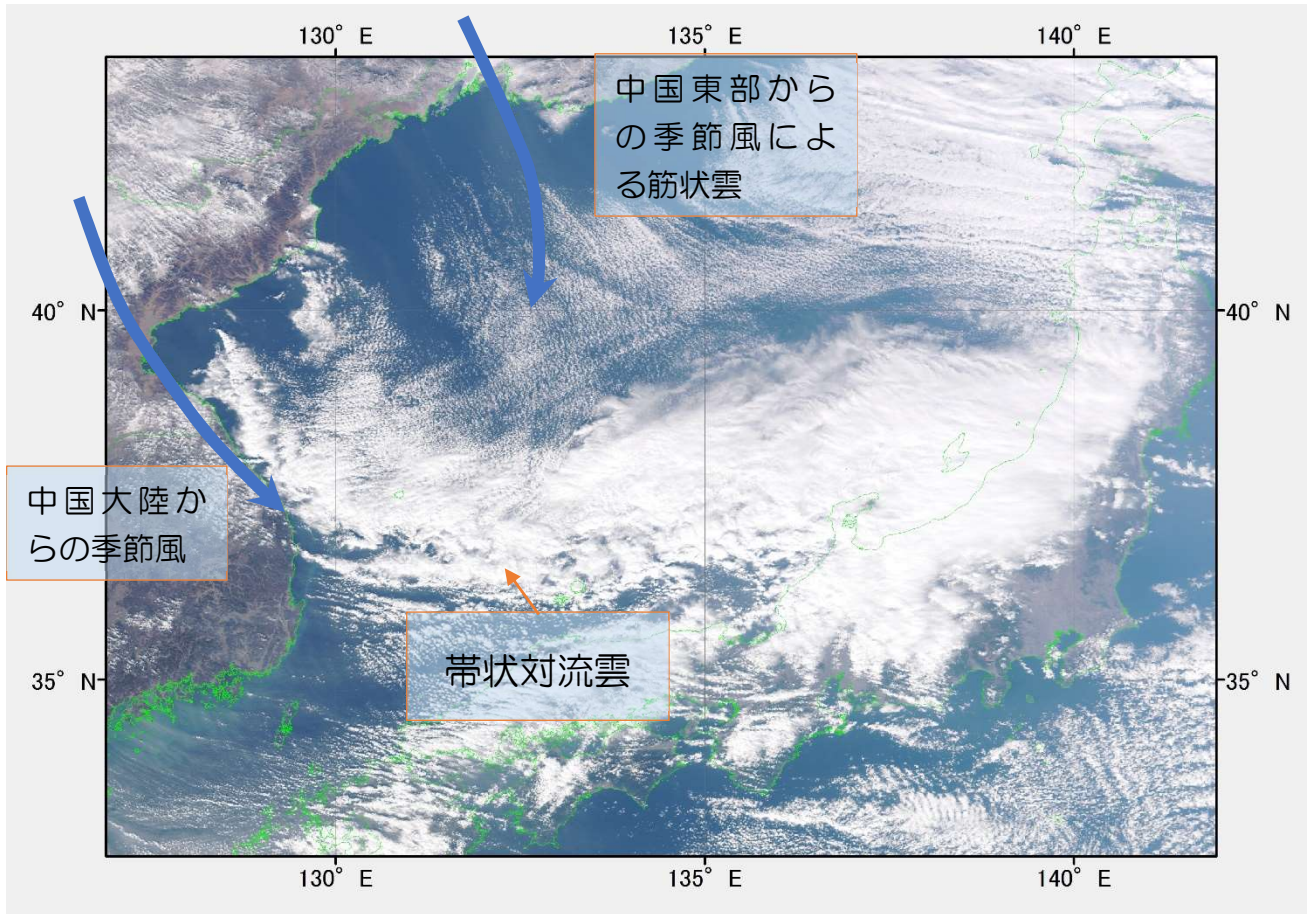 130° E
135° E
140° E
中国東部から
の季節風によ
る筋状雲
40° N
40° N
中国大陸か
らの季節風
帯状対流雲
35° N
35° N
130° E
135° E
140° E